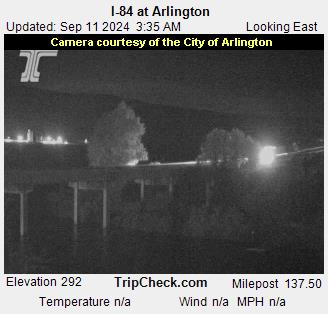 I-84 at Arlington
Updated: Sep 11 2024 3:35 AM Looking East
Camera courtesy of the City of Arlington
Elevation 292 TripCheck.com Milepost 137.50
Temperature n/a Wind n/a MPH n/a